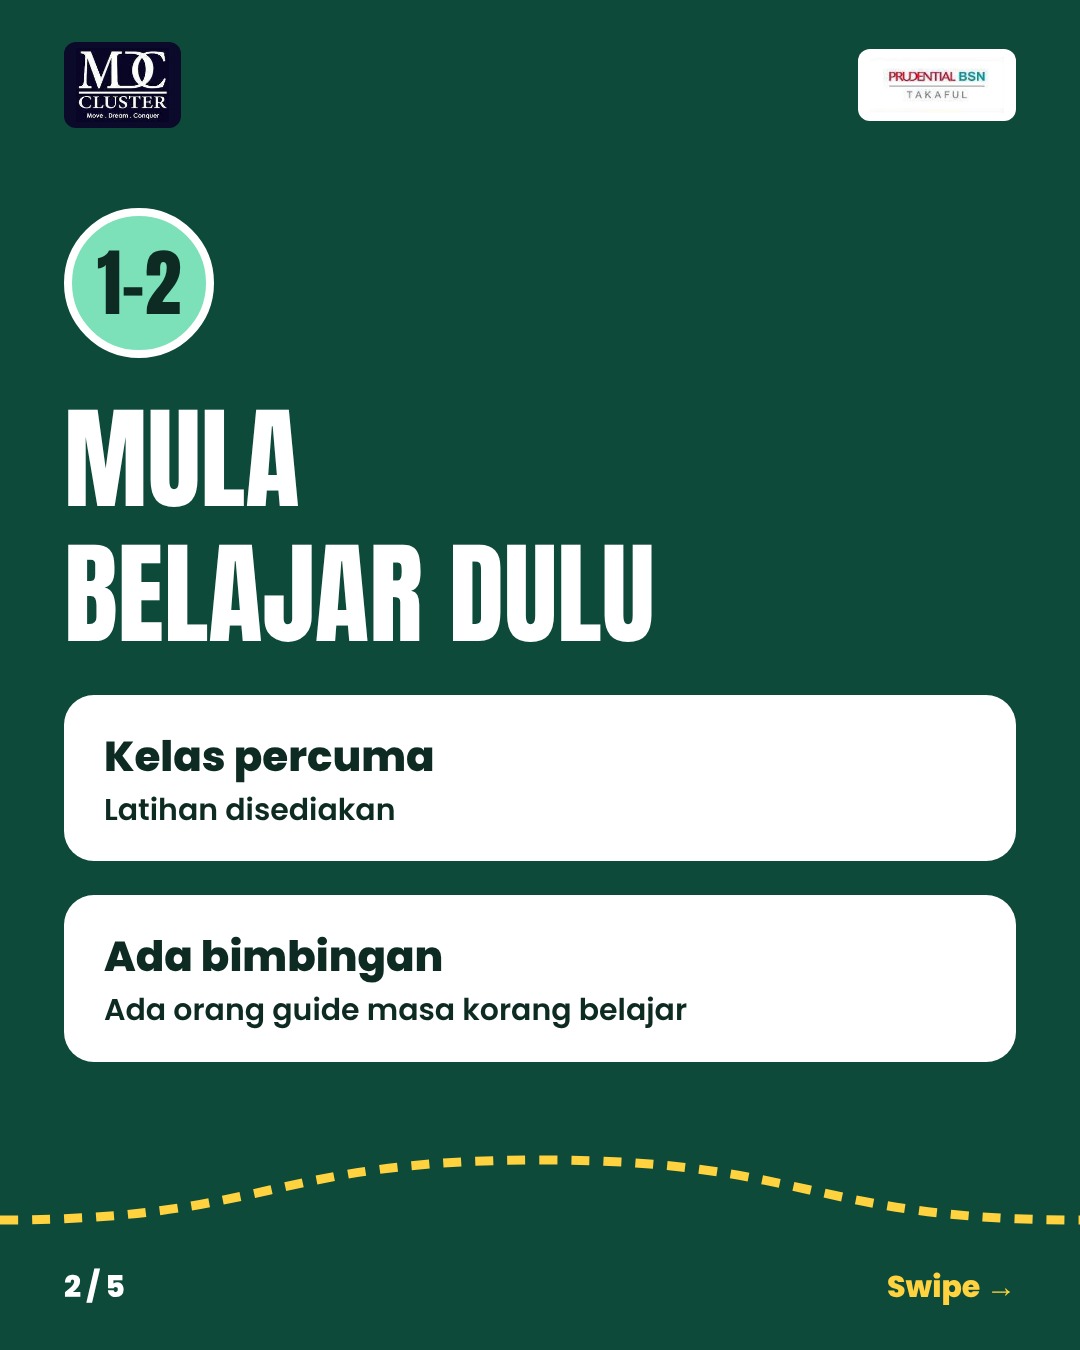 MDC
CLUSTER
Move . Dream . Conquer
PRUDENTIAL BSN
TAKAFUL
1-2
MULA
BELAJAR DULU
Kelas percuma
Latihan disediakan
Ada bimbingan
Ada orang guide masa korang belajar
2 / 5
Swipe →